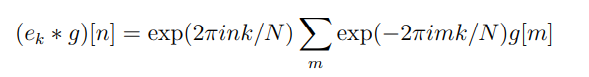 (e_k * g)[n] = exp(2πink/N) ∑_m exp(−2πimk/N)g[m]